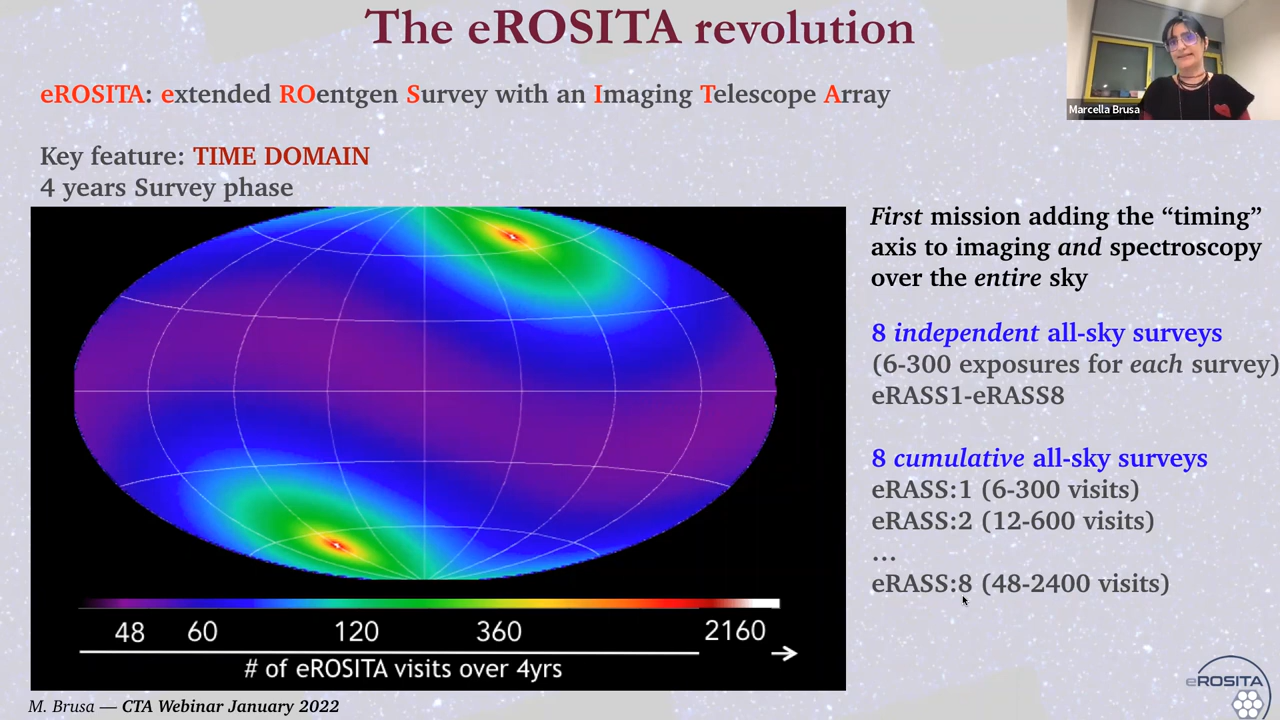 The eROSITA revolution
eROSITA: extended ROentgen Survey with an Imaging Telescope Array
Marcella Brusa
Key feature: TIME DOMAIN
4 years Survey phase
First mission adding the “timing”
axis to imaging and spectroscopy
over the entire sky
8 independent all-sky surveys
(6-300 exposures for each survey)
eRASS1-eRASS8
8 cumulative all-sky surveys
eRASS:1 (6-300 visits)
eRASS:2 (12-600 visits)
...
eRASS:8 (48-2400 visits)
48 60 120 360 2160
# of eROSITA visits over 4yrs
M. Brusa — CTA Webinar January 2022
eROSITA